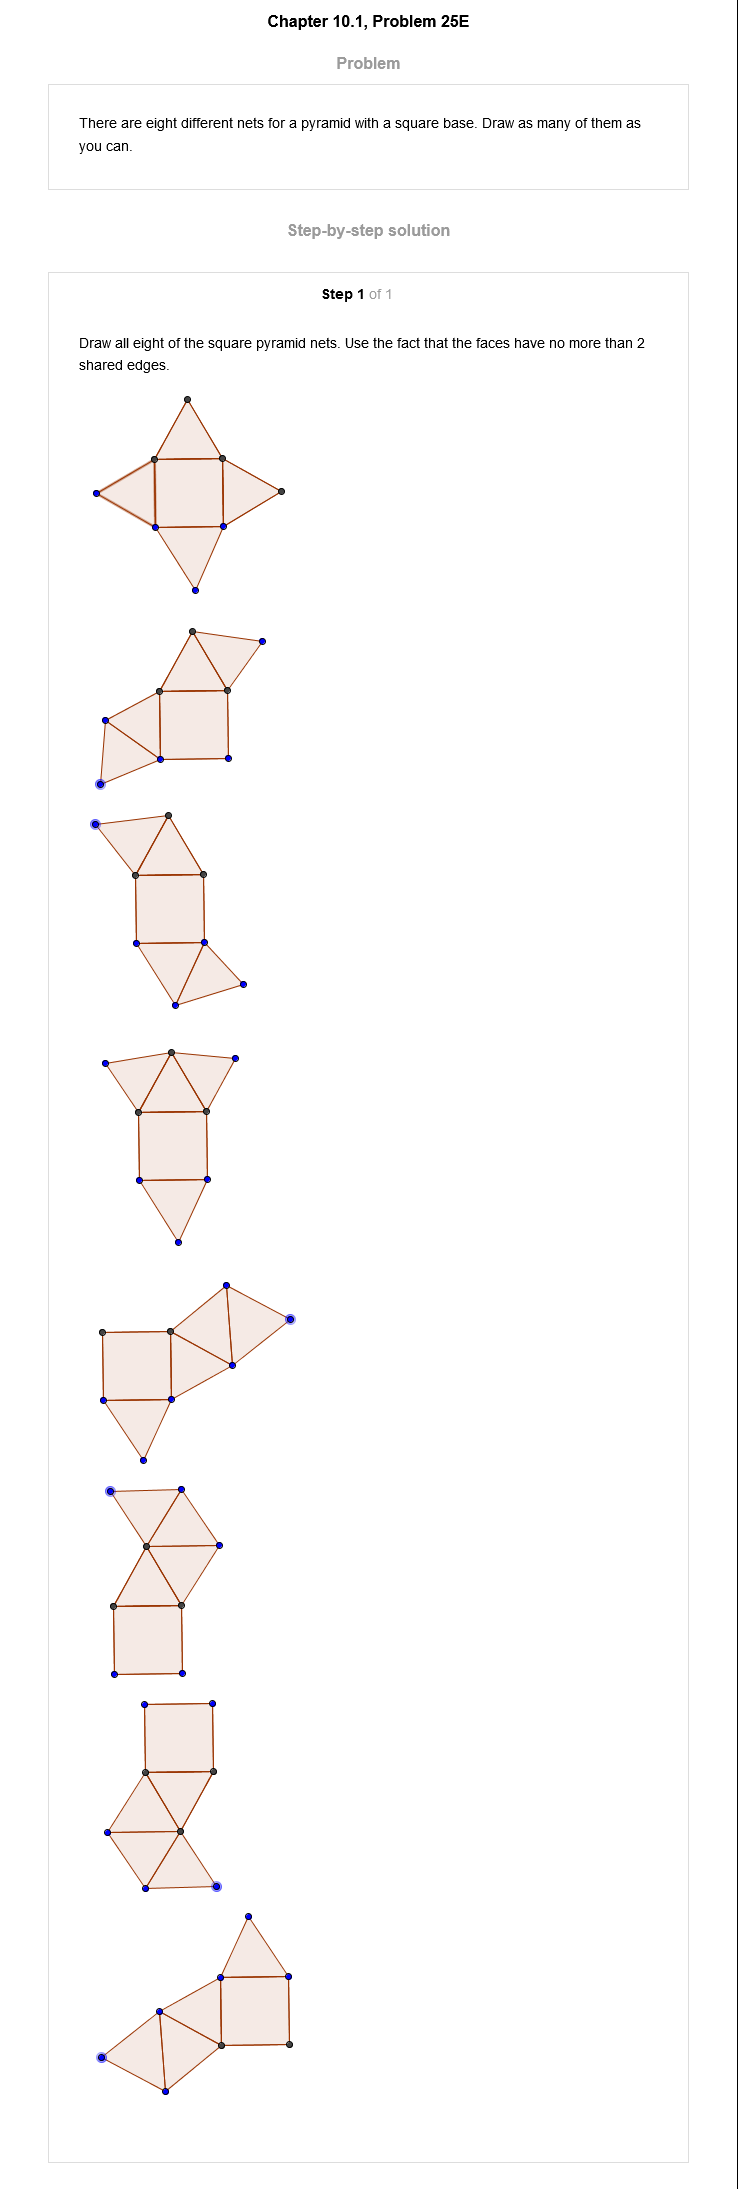 Chapter 10.1, Problem 25E
Problem
There are eight different nets for a pyramid with a square base. Draw as many of them as
you can.
Step-by-step solution
Step 1 of 1
Draw all eight of the square pyramid nets. Use the fact that the faces have no more than 2
shared edges.